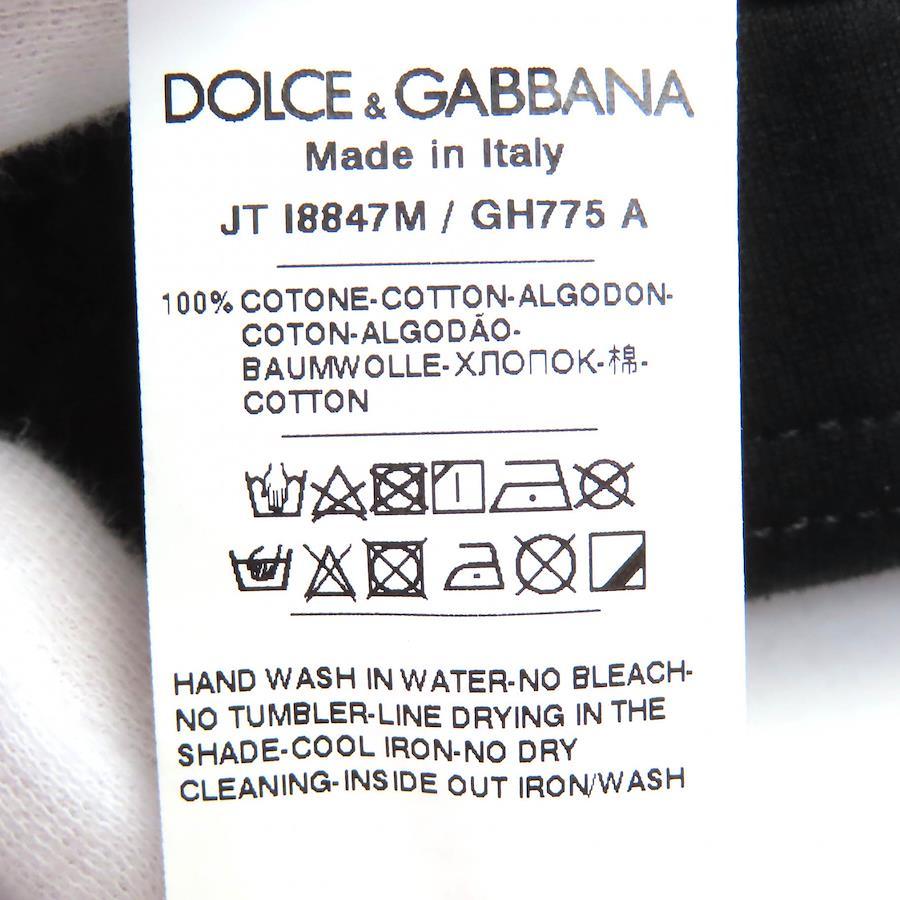 DOLCE & GABBANA
Made in Italy
JT I8847M / GH775 A
100% COTONE-COTTON-ALGODON-
COTON-ALGODÃO-
BAUMWOLLE-ХЛОПОК-棉-
COTTON
HAND WASH IN WATER-NO BLEACH-
NO TUMBLER-LINE DRYING IN THE
SHADE-COOL IRON-NO DRY
CLEANING-INSIDE OUT IRON/WASH